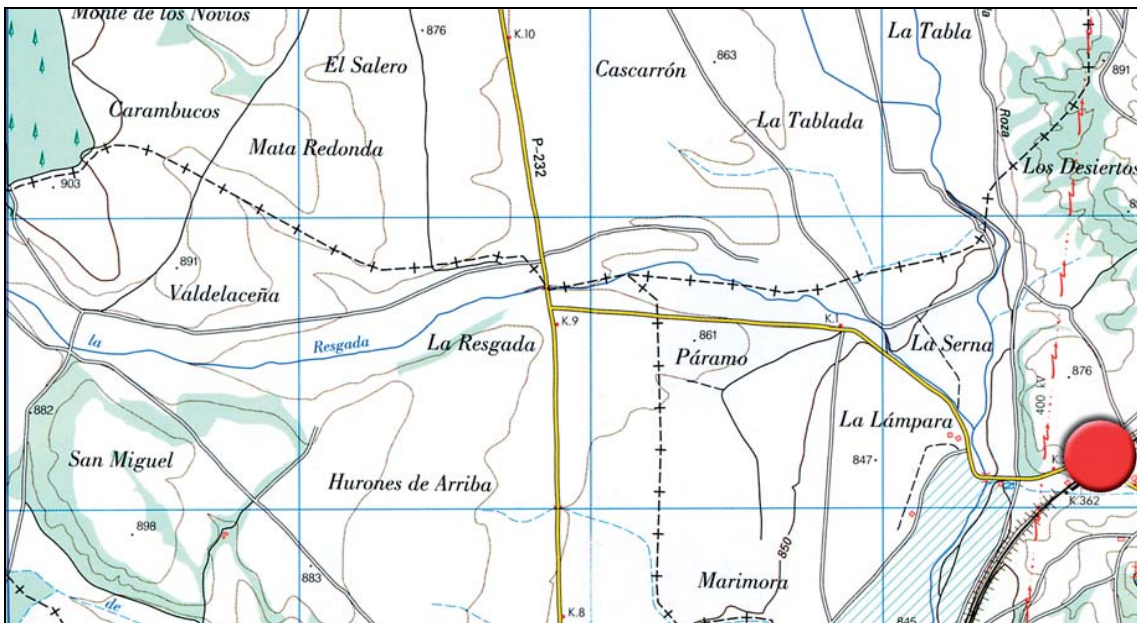 Monte de los Novios
876
K.10
La Tabla
El Salero
Cascarrón
863
891
Carambucos
La Tablada
Roza
Mata Redonda
P-232
Los Desiertos
903
891
Valdelaceña
la
Resgada
La Resgada
K.9
K.1
861
La Serna
Páramo
876
400 kV
882
La Lámpara
San Miguel
847
Hurones de Arriba
K.362
898
850
883
Marimora
de
K.8
845